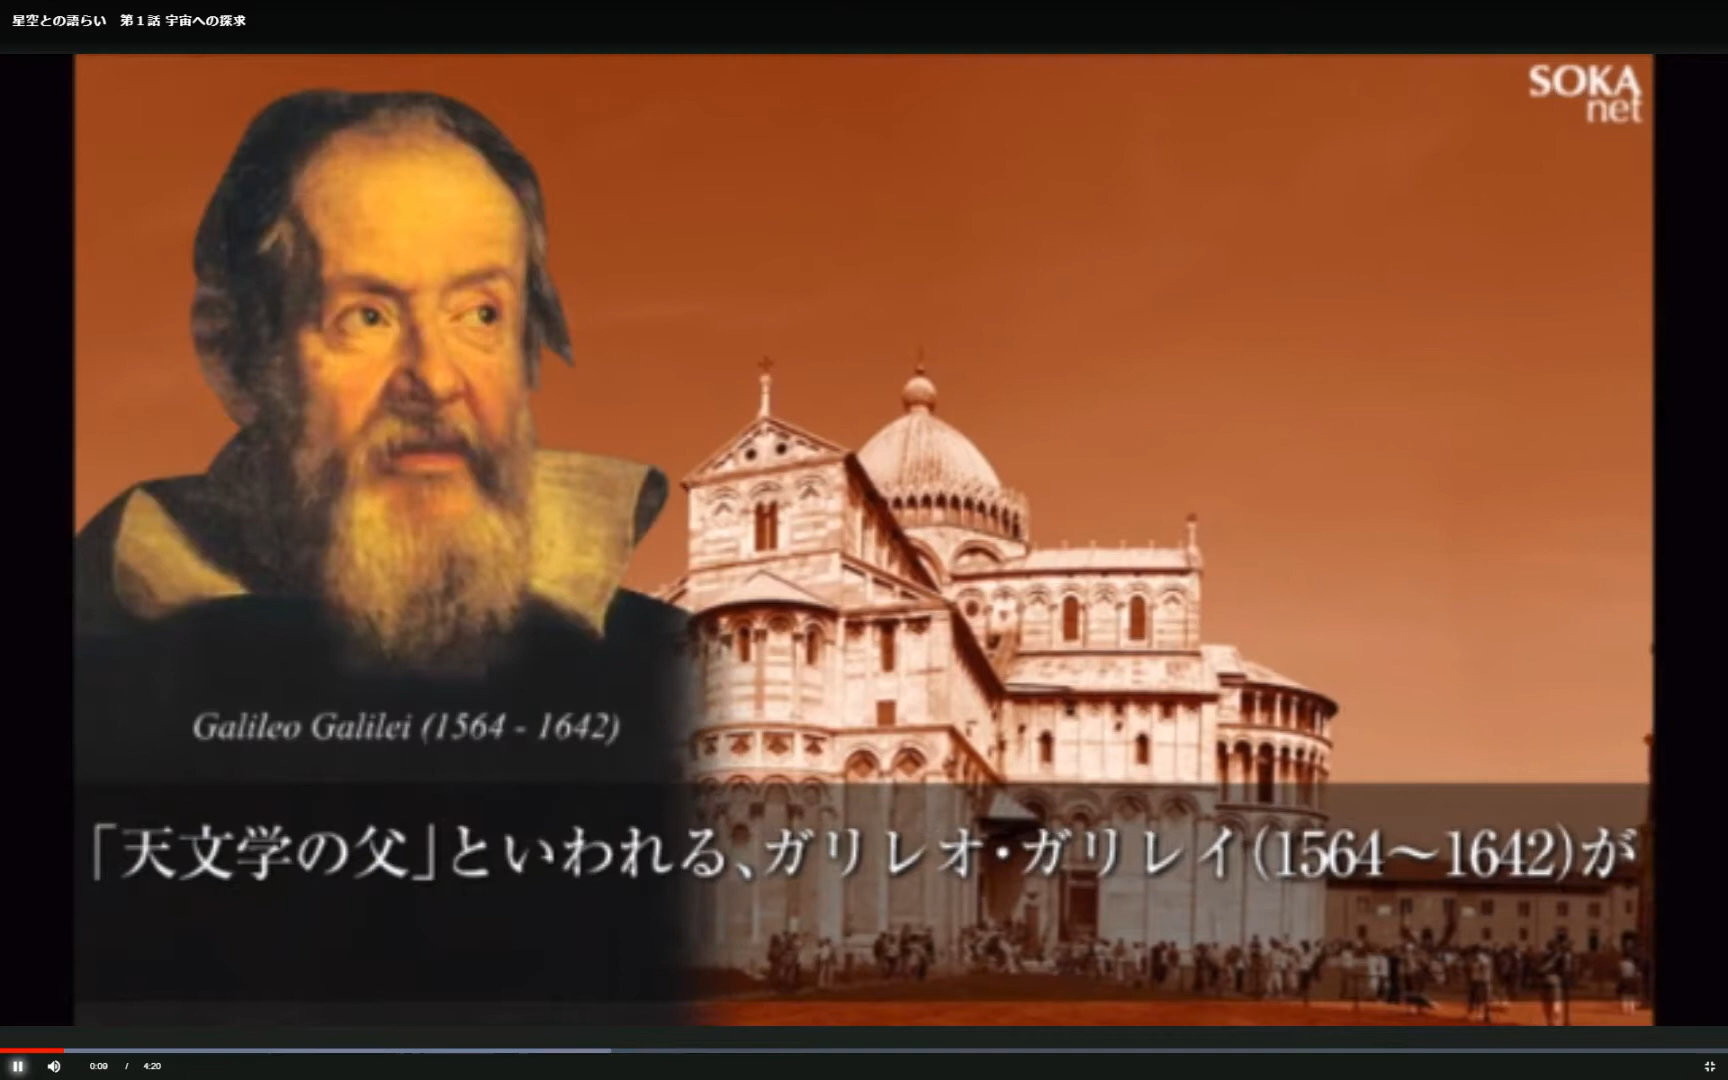 星空との語らい　第１話 宇宙への探求
SOKA
net
Galileo Galilei (1564 - 1642)
「天文学の父」といわれる、ガリレオ・ガリレイ(1564〜1642)が
0:09 / 4:20